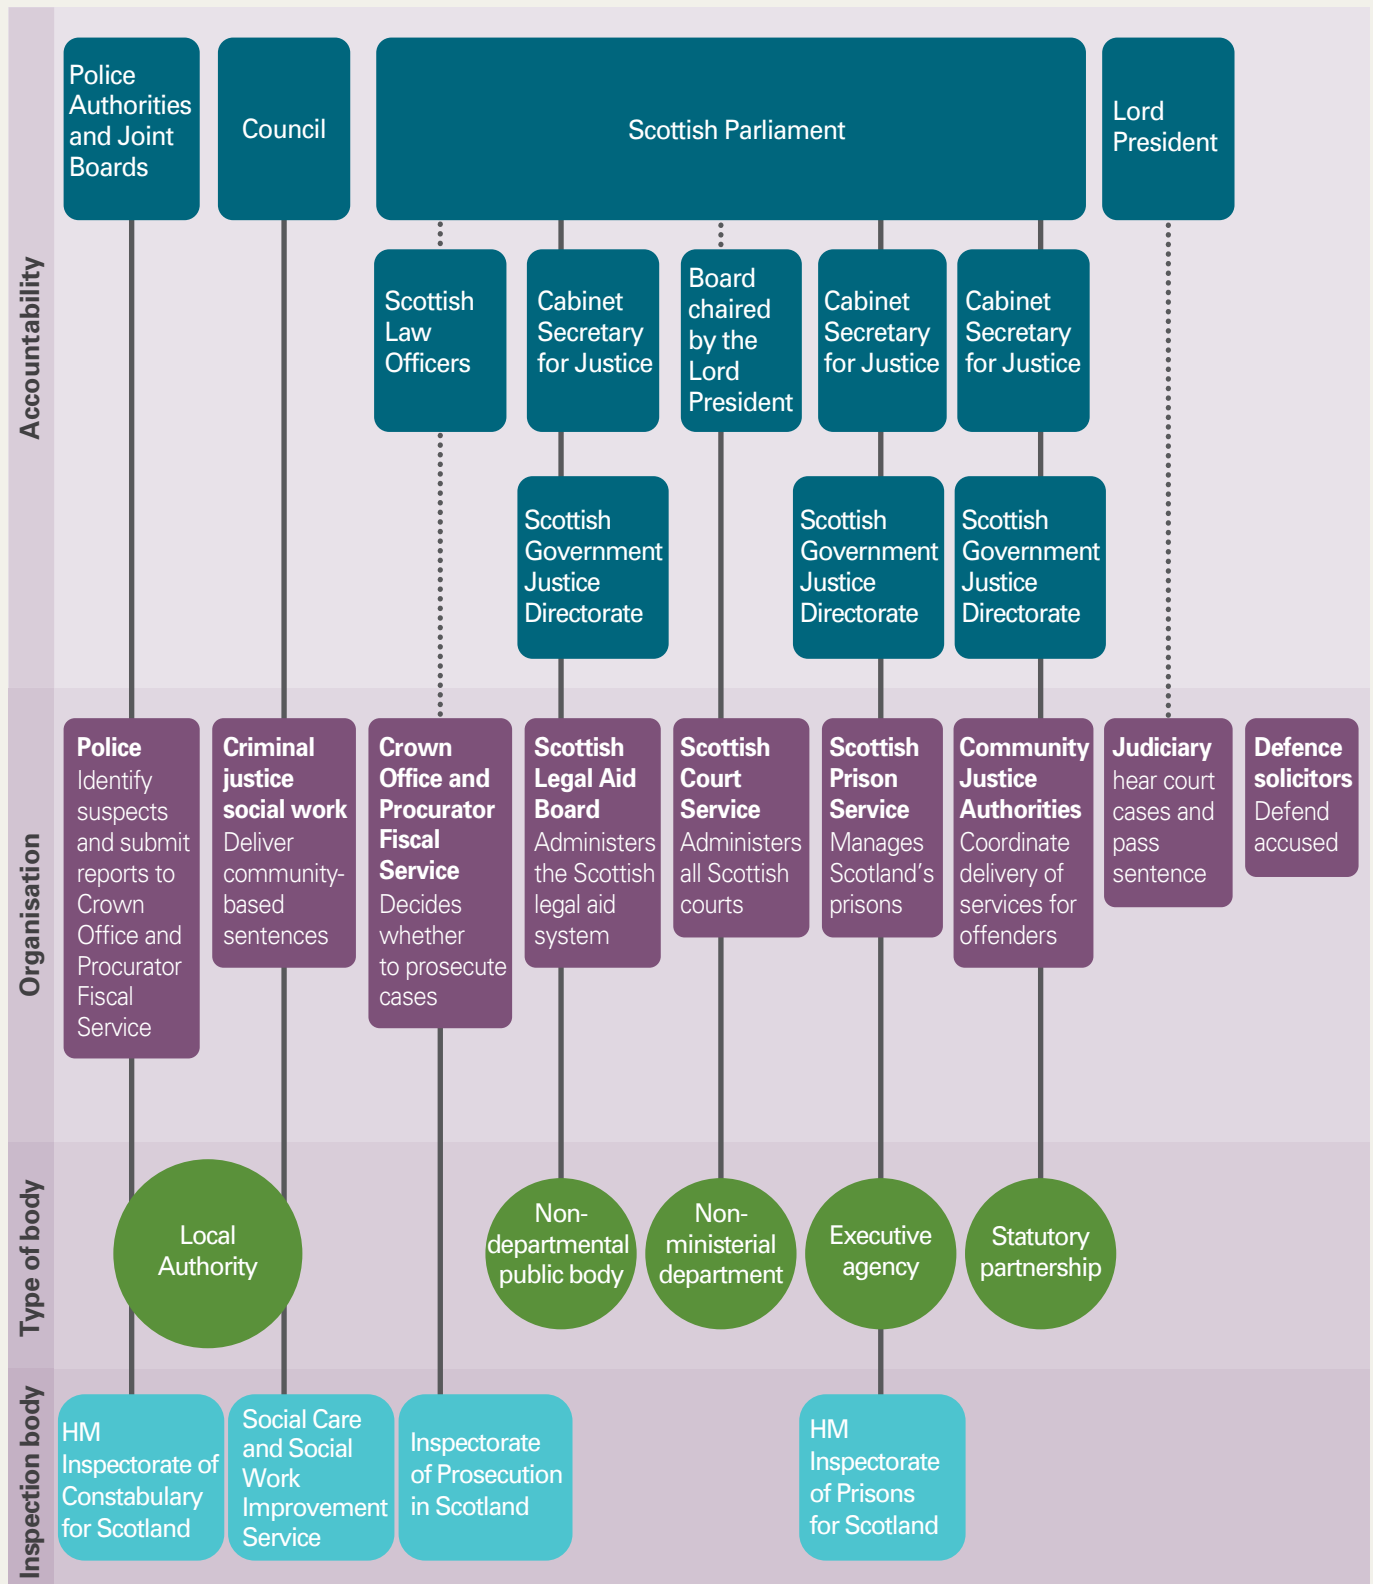 Accountability
Police
Authorities
and Joint
Boards
Council
Scottish Parliament
Lord
President
Scottish
Law
Officers
Cabinet
Secretary
for Justice
Board
chaired
by the
Lord
President
Cabinet
Secretary
for Justice
Cabinet
Secretary
for Justice
Scottish
Government
Justice
Directorate
Scottish
Government
Justice
Directorate
Scottish
Government
Justice
Directorate
Organisation
Police
Identify
suspects
and submit
reports to
Crown
Office and
Procurator
Fiscal
Service
Criminal
justice
social work
Deliver
community-
based
sentences
Crown
Office and
Procurator
Fiscal
Service
Decides
whether
to prosecute
cases
Scottish
Legal Aid
Board
Administers
the Scottish
legal aid
system
Scottish
Court
Service
Administers
all Scottish
courts
Scottish
Prison
Service
Manages
Scotland's
prisons
Community
Justice
Authorities
Coordinate
delivery of
services for
offenders
Judiciary
hear court
cases and
pass
sentence
Defence
solicitors
Defend
accused
Type of body
Local
Authority
Non-
departmental
public body
Non-
ministerial
department
Executive
agency
Statutory
partnership
Inspection body
HM
Inspectorate of
Constabulary
for Scotland
Social Care
and Social
Work
Improvement
Service
Inspectorate
of Prosecution
in Scotland
HM
Inspectorate
of Prisons
for Scotland